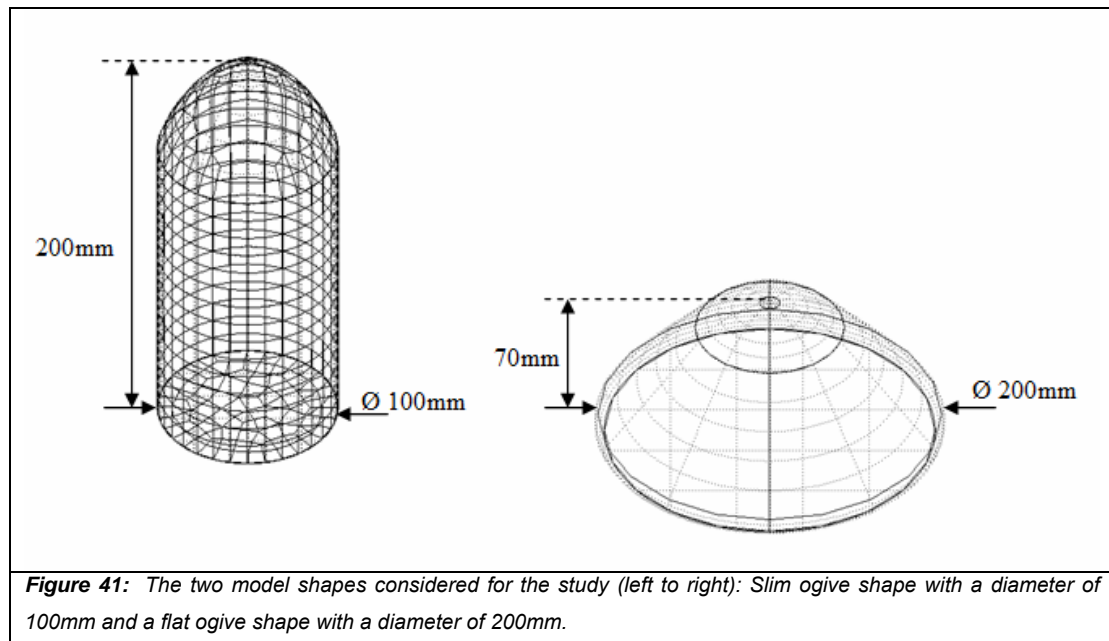 200mm
Ø 100mm
70mm
Ø 200mm
Figure 41: The two model shapes considered for the study (left to right): Slim ogive shape with a diameter of
100mm and a flat ogive shape with a diameter of 200mm.